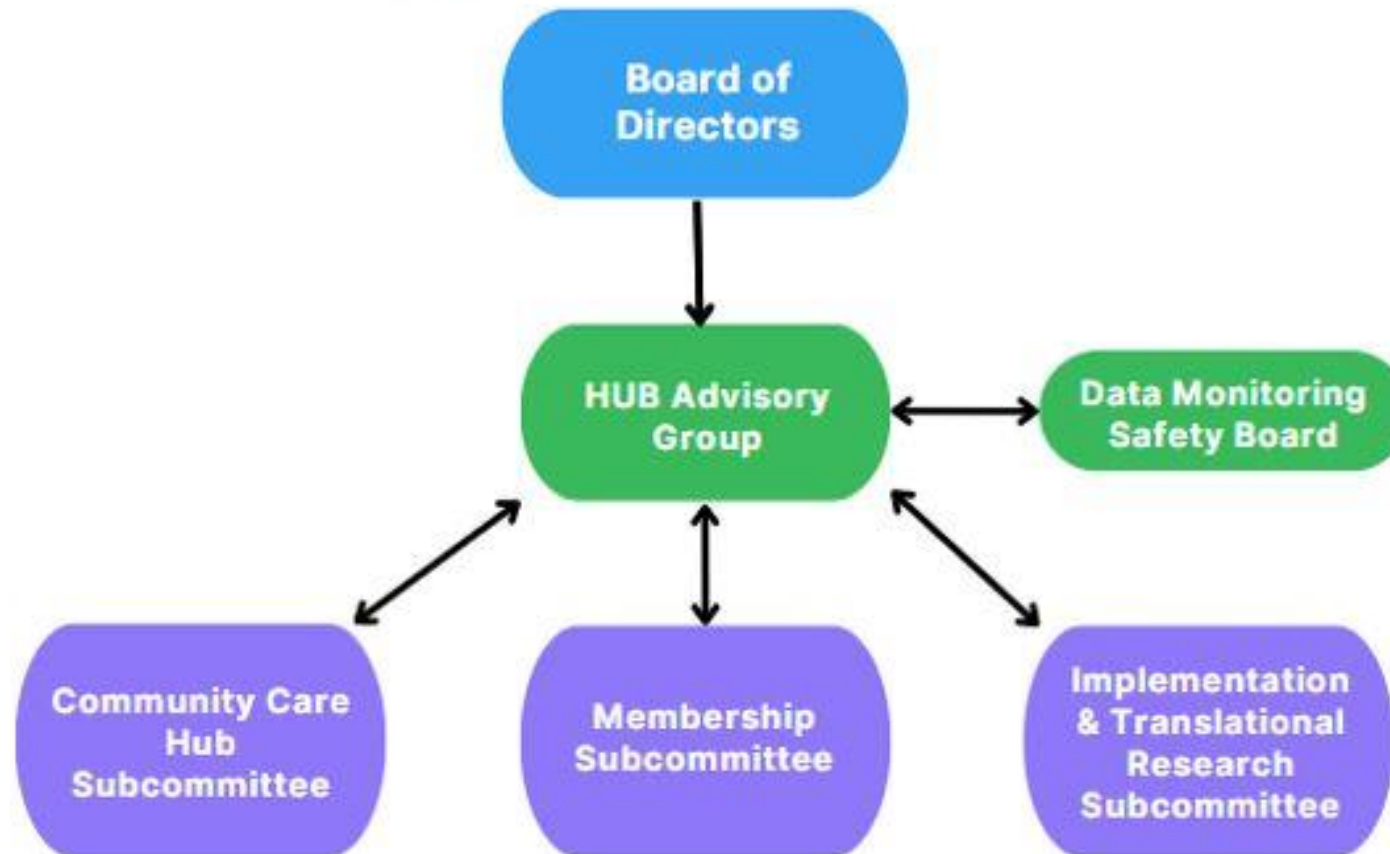 Board of
Directors
HUB Advisory
Group
Data Monitoring
Safety Board
Community Care
Hub
Subcommittee
Membership
Subcommittee
Implementation
& Translational
Research
Subcommittee